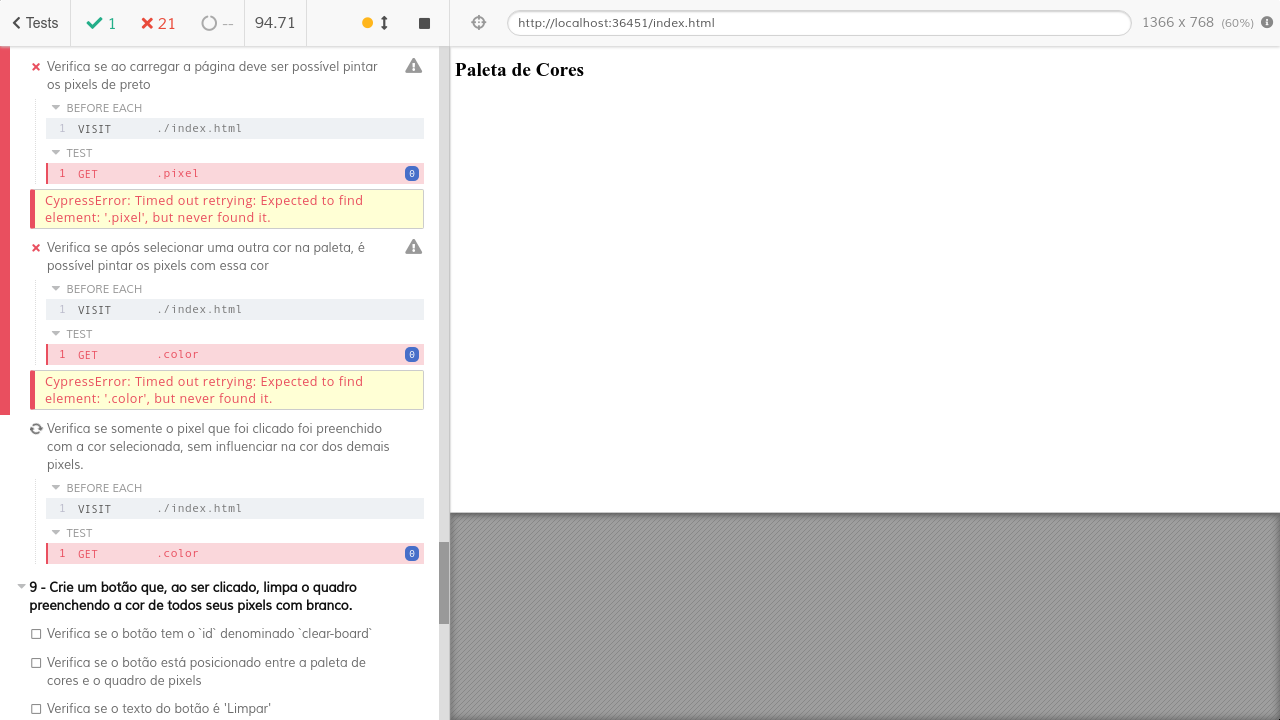 Tests
1
21
--
94.71
http://localhost:36451/index.html
1366 x 768 (60%)
Verifica se ao carregar a página deve ser possível pintar
os pixels de preto
BEFORE EACH
1 VISIT ./index.html
TEST
1 GET .pixel 0
CypressError: Timed out retrying: Expected to find
element: '.pixel', but never found it.
Verifica se após selecionar uma outra cor na paleta, é
possível pintar os pixels com essa cor
BEFORE EACH
1 VISIT ./index.html
TEST
1 GET .color 0
CypressError: Timed out retrying: Expected to find
element: '.color', but never found it.
Verifica se somente o pixel que foi clicado foi preenchido
com a cor selecionada, sem influenciar na cor dos demais
pixels.
BEFORE EACH
1 VISIT ./index.html
TEST
1 GET .color 0
9 - Crie um botão que, ao ser clicado, limpa o quadro
preenchendo a cor de todos seus pixels com branco.
Verifica se o botão tem o `id` denominado `clear-board`
Verifica se o botão está posicionado entre a paleta de
cores e o quadro de pixels
Verifica se o texto do botão é 'Limpar'
Paleta de Cores